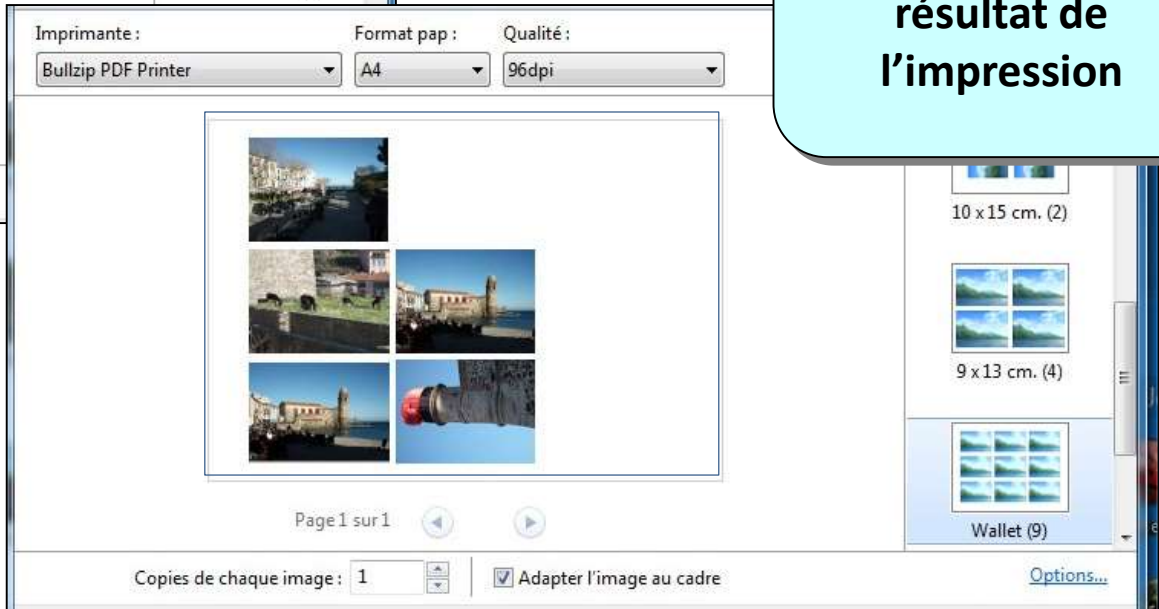 résultat de
l’impression
Imprimante : Format pap : Qualité :
Bullzip PDF Printer A4 96dpi
10 x 15 cm. (2)
9 x 13 cm. (4)
Wallet (9)
Page 1 sur 1
Copies de chaque image : 1 Adapter l'image au cadre Options...